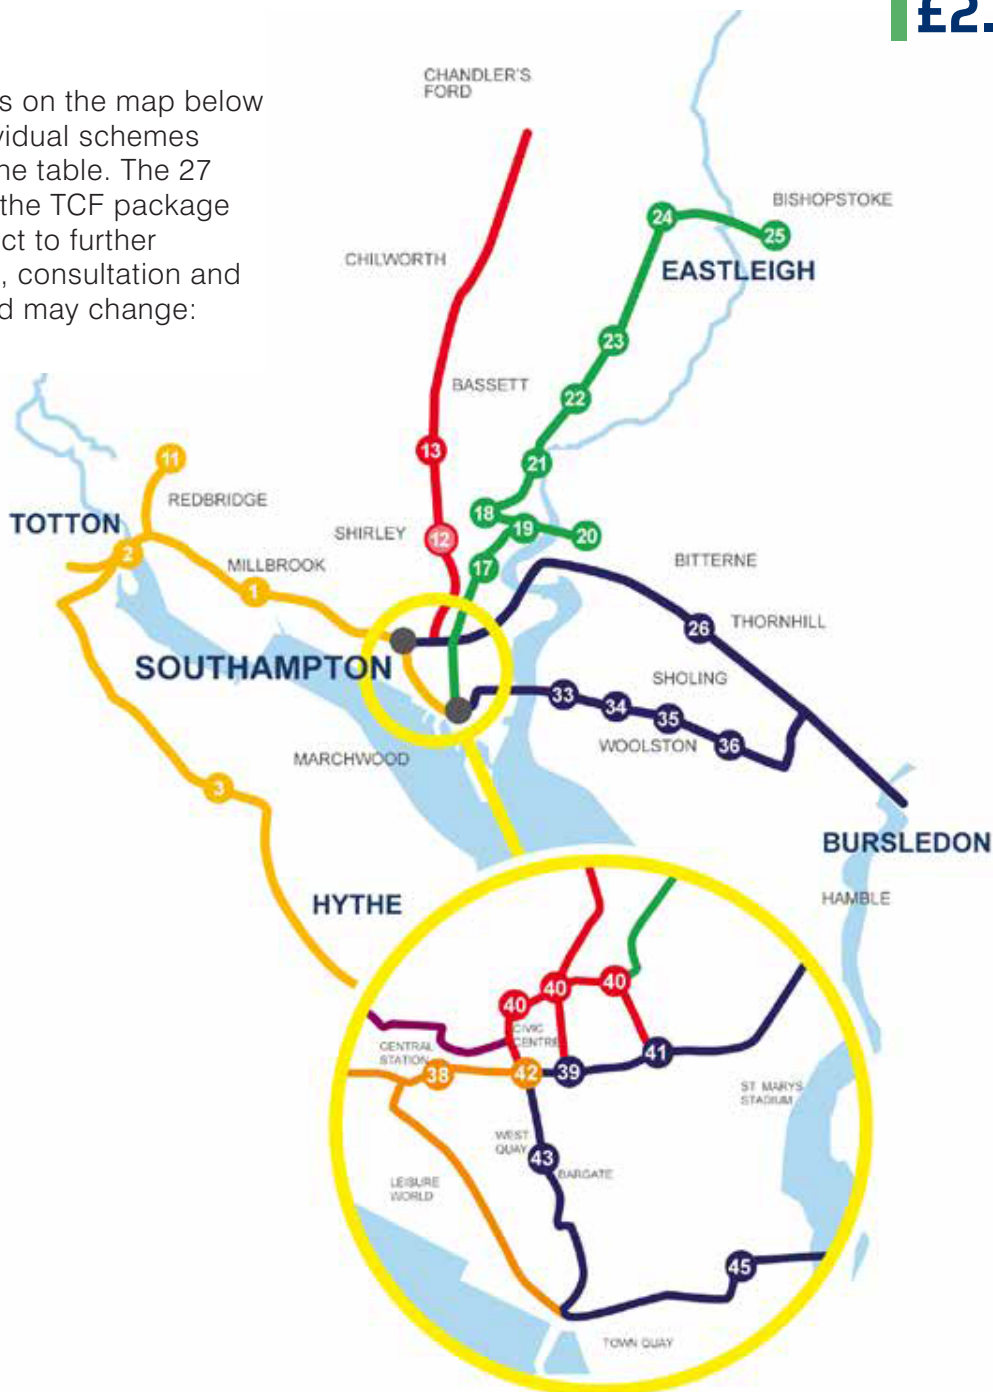 £2.
s on the map below
vidual schemes
ne table. The 27
the TCF package
ct to further
, consultation and
d may change:
CHANDLER'S
FORD
BISHOPSTOKE
24
25
EASTLEIGH
CHILWORTH
23
BASSETT
22
13
11
21
REDBRIDGE
18
TOTTON
SHIRLEY
12
19
20
2
MILLBROOK
17
BITTERNE
1
THORNHILL
26
SOUTHAMPTON
SHOLING
33
34
35
WOOLSTON
36
MARCHWOOD
3
BURSLEDON
HYTHE
HAMBLE
40
40
40
CIVIC
CENTRE
CENTRAL
STATION
41
38
42
39
ST MARYS
STADIUM
WEST
QUAY
43
BARGATE
LEISURE
WORLD
45
TOWN QUAY